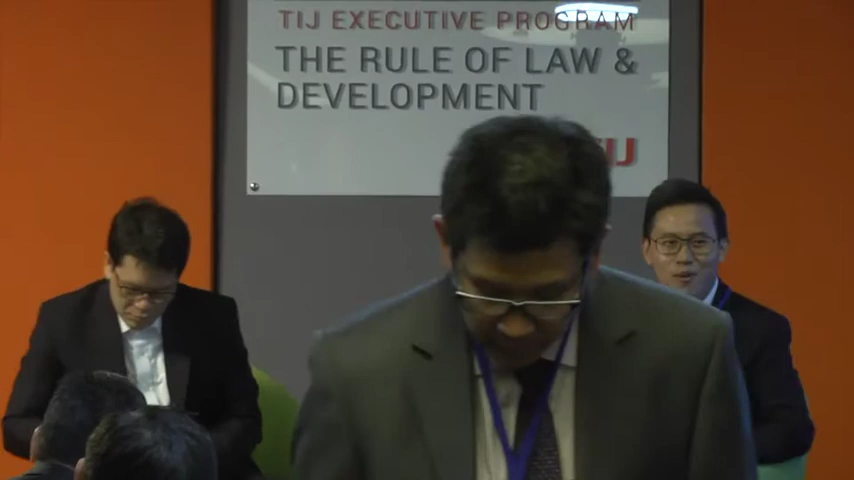 TIJ EXECUTIVE PROGRAM
THE RULE OF LAW &
DEVELOPMENT